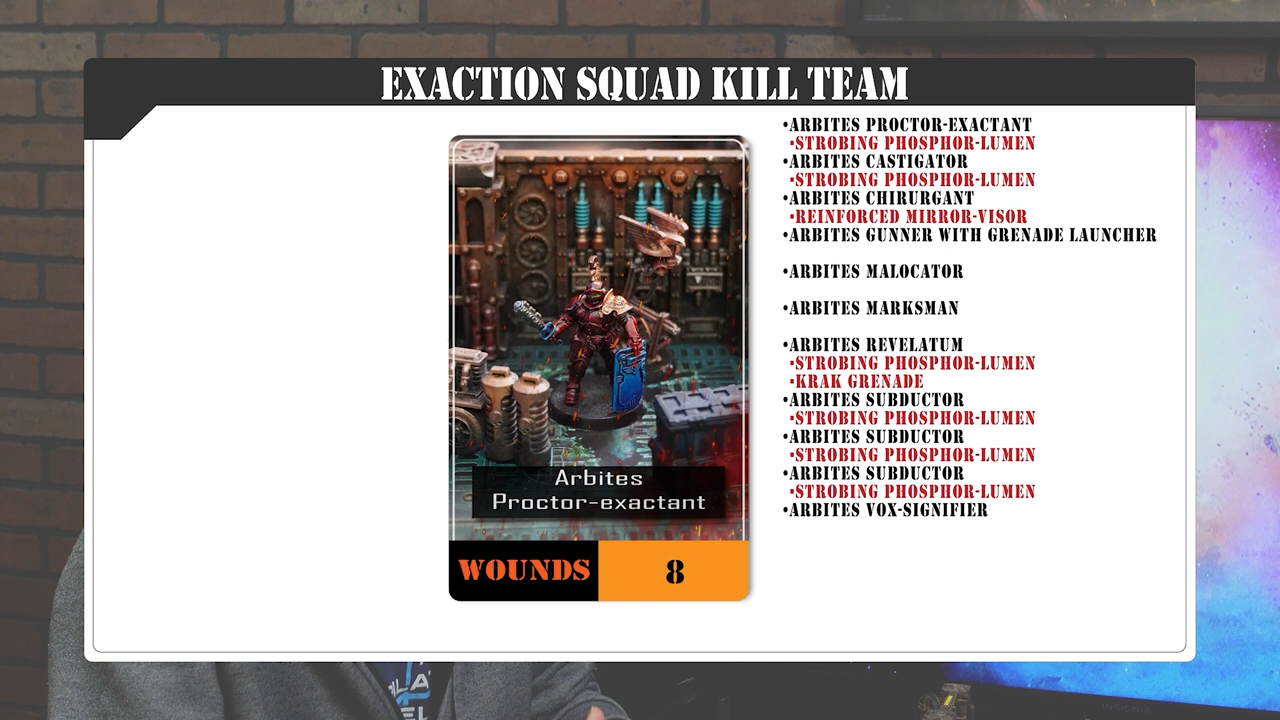 EXACTION SQUAD KILL TEAM
•ARBITES PROCTOR-EXACTANT
•STROBING PHOSPHOR-LUMEN
•ARBITES CASTIGATOR
•STROBING PHOSPHOR-LUMEN
•ARBITES CHIRURGANT
•REINFORCED MIRROR-VISOR
•ARBITES GUNNER WITH GRENADE LAUNCHER
•ARBITES MALOCATOR
•ARBITES MARKSMAN
•ARBITES REVELATUM
•STROBING PHOSPHOR-LUMEN
•KRAK GRENADE
•ARBITES SUBDUCTOR
•STROBING PHOSPHOR-LUMEN
•ARBITES SUBDUCTOR
•STROBING PHOSPHOR-LUMEN
•ARBITES SUBDUCTOR
•STROBING PHOSPHOR-LUMEN
•ARBITES VOX-SIGNIFIER
Arbites
Proctor-exactant
WOUNDS 8
INSIGNIA